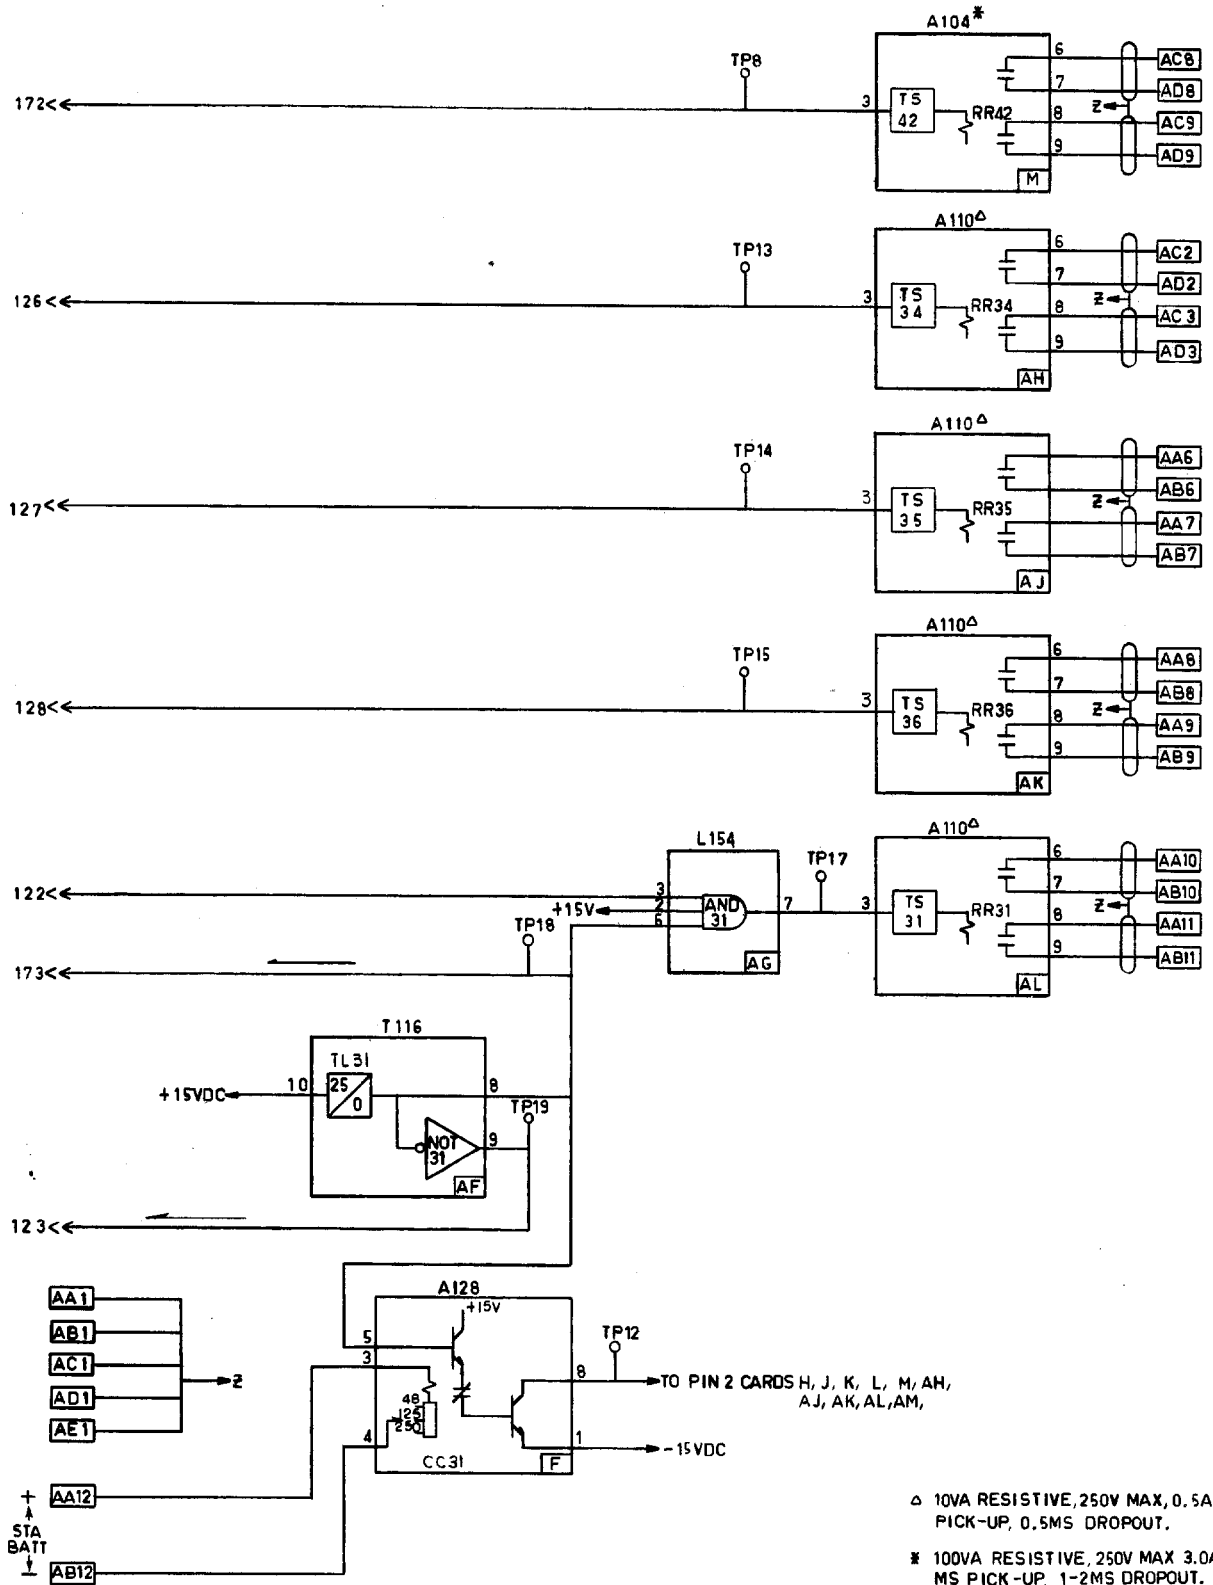 A104*
TP8
6
AC8
7
AD8
172<<
3
TS
42
RR42
Z
8
AC9
9
AD9
M
A110△
TP13
6
AC2
7
AD2
126<<
3
TS
34
RR34
Z
8
AC3
9
AD3
AH
A110△
TP14
6
AA6
7
AB6
127<<
3
TS
35
RR35
Z
8
AA7
9
AB7
AJ
A110△
TP15
6
AA8
7
AB8
128<<
3
TS
36
RR36
Z
8
AA9
9
AB9
AK
L154
A110△
TP17
6
AA10
7
AB10
122<<
3
+15V
2
6
AND
31
7
3
TS
31
RR31
Z
8
AA11
9
AB11
TP18
173<<
AG
AL
T116
TL31
+15VDC
10
25
0
8
TP19
NOT
31
9
AF
123<<
AA1
AB1
AC1
AD1
AE1
Z
A128
+15V
5
3
TP12
8
TO PIN 2 CARDS H, J, K, L, M, AH,
AJ, AK, AL, AM,
48
125
250
4
1
-15VDC
CC31
F
+
AA12
STA
BATT
-
AB12
△ 10VA RESISTIVE, 250V MAX, 0.5A
PICK-UP, 0.5MS DROPOUT.
* 100VA RESISTIVE, 250V MAX 3.0A
MS PICK-UP, 1-2MS DROPOUT.